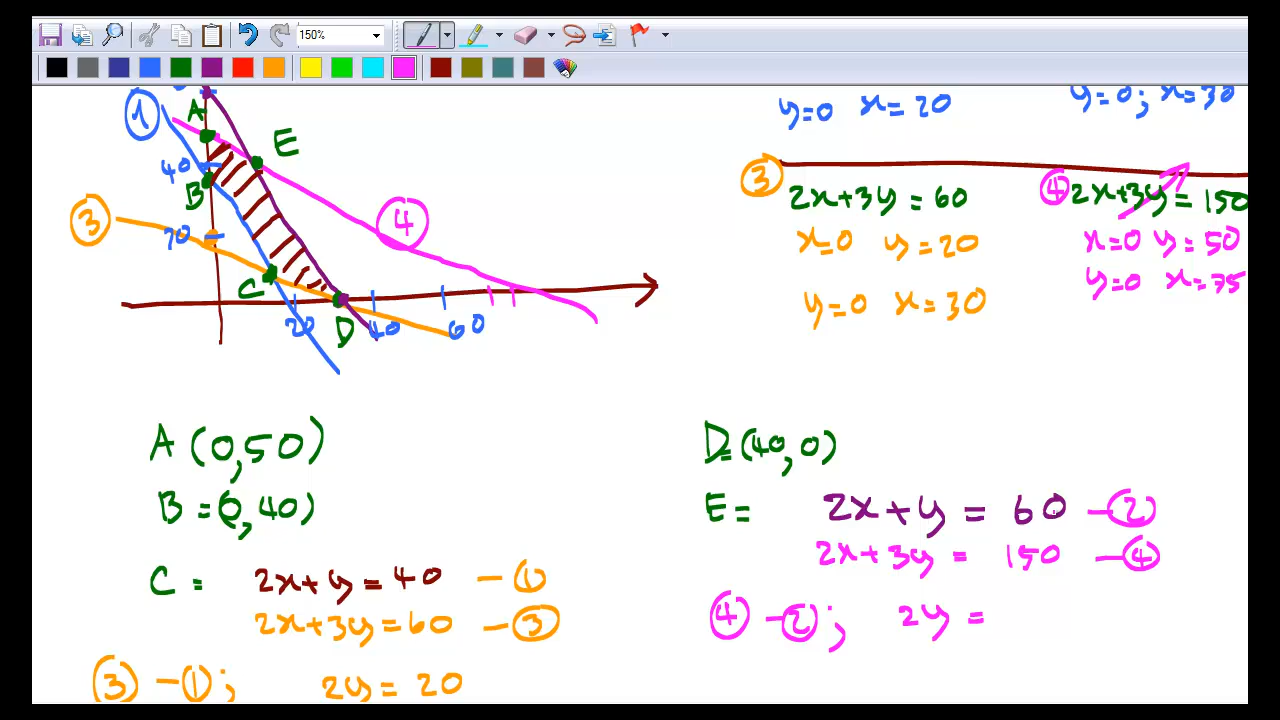 150%
1
A
E
40
B
3
4
20
C
20
D
40
60
y=0 x=20
y=0; x=30
3
2x+3y=60
x=0 y=20
y=0 x=30
4 2x+3y=150
x=0 y=50
y=0 x=75
A (0,50)
B = (0,40)
C = 2x+y=40 - 1
2x+3y=60 - 3
3 - 1; 2y=20
D=(40,0)
E = 2x+y = 60 - 2
2x+3y = 150 - 4
4 - 2; 2y =